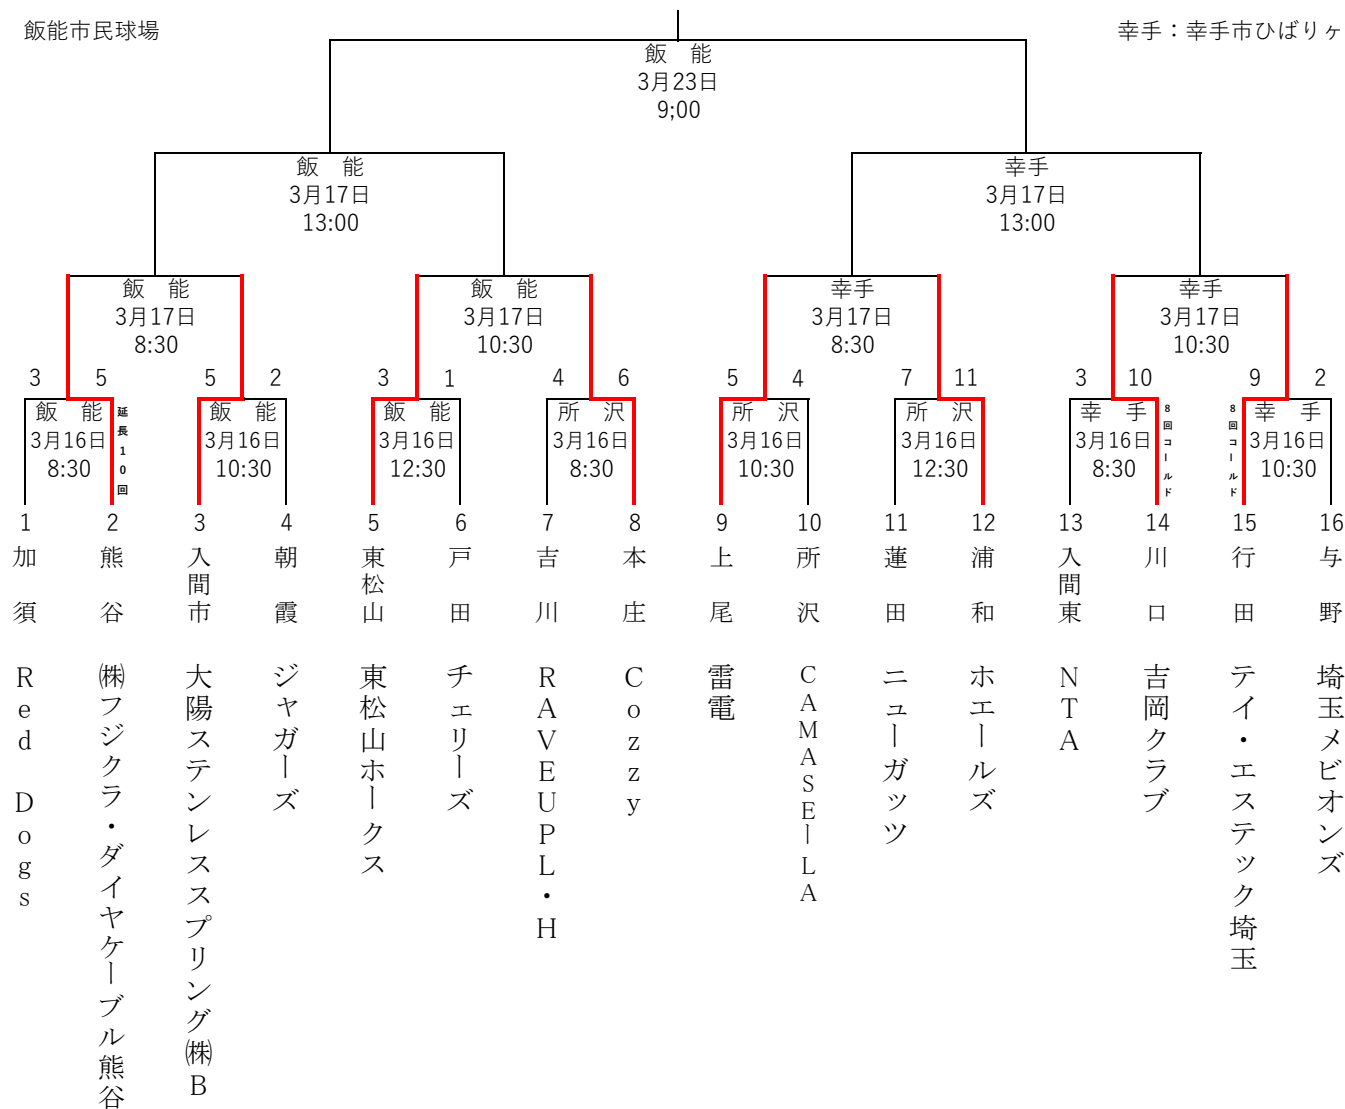 飯能市民球場
幸手：幸手市ひばりヶ
飯　能
3月23日
9;00
飯　能
3月17日
13:00
幸手
3月17日
13:00
飯　能
3月17日
8:30
飯　能
3月17日
10:30
幸手
3月17日
8:30
幸手
3月17日
10:30
3 5 5 2 3 1 4 6 5 4 7 11 3 10 9 2
飯　能
3月16日
8:30
延長10回
飯　能
3月16日
10:30
飯　能
3月16日
12:30
所　沢
3月16日
8:30
所　沢
3月16日
10:30
所　沢
3月16日
12:30
幸　手
3月16日
8:30
8回コールド
8回コールド
幸　手
3月16日
10:30
1 2 3 4 5 6 7 8 9 10 11 12 13 14 15 16
加須
熊谷
入間市
朝霞
東松山
戸田
吉川
本庄
上尾
所沢
蓮田
浦和
入間東
川口
行田
与野
Red Dogs
㈱フジクラ・ダイヤケーブル熊谷
大陽ステンレススプリング㈱B
ジャガーズ
東松山ホークス
チェリーズ
RAVEUPL・H
Cozzy
雷電
CAMASEーLA
ニューガッツ
ホエールズ
NTA
吉岡クラブ
テイ・エステック埼玉
埼玉メビオンズ